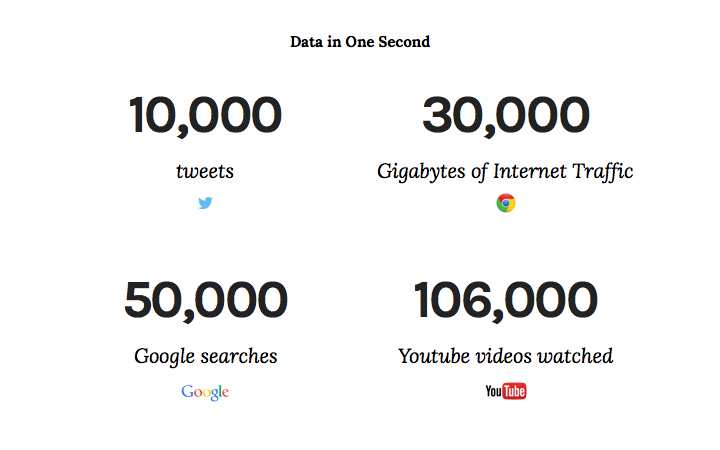 Data in One Second
10,000
30,000
tweets
Gigabytes of Internet Traffic
50,000
106,000
Google searches
Youtube videos watched
Google
YouTube